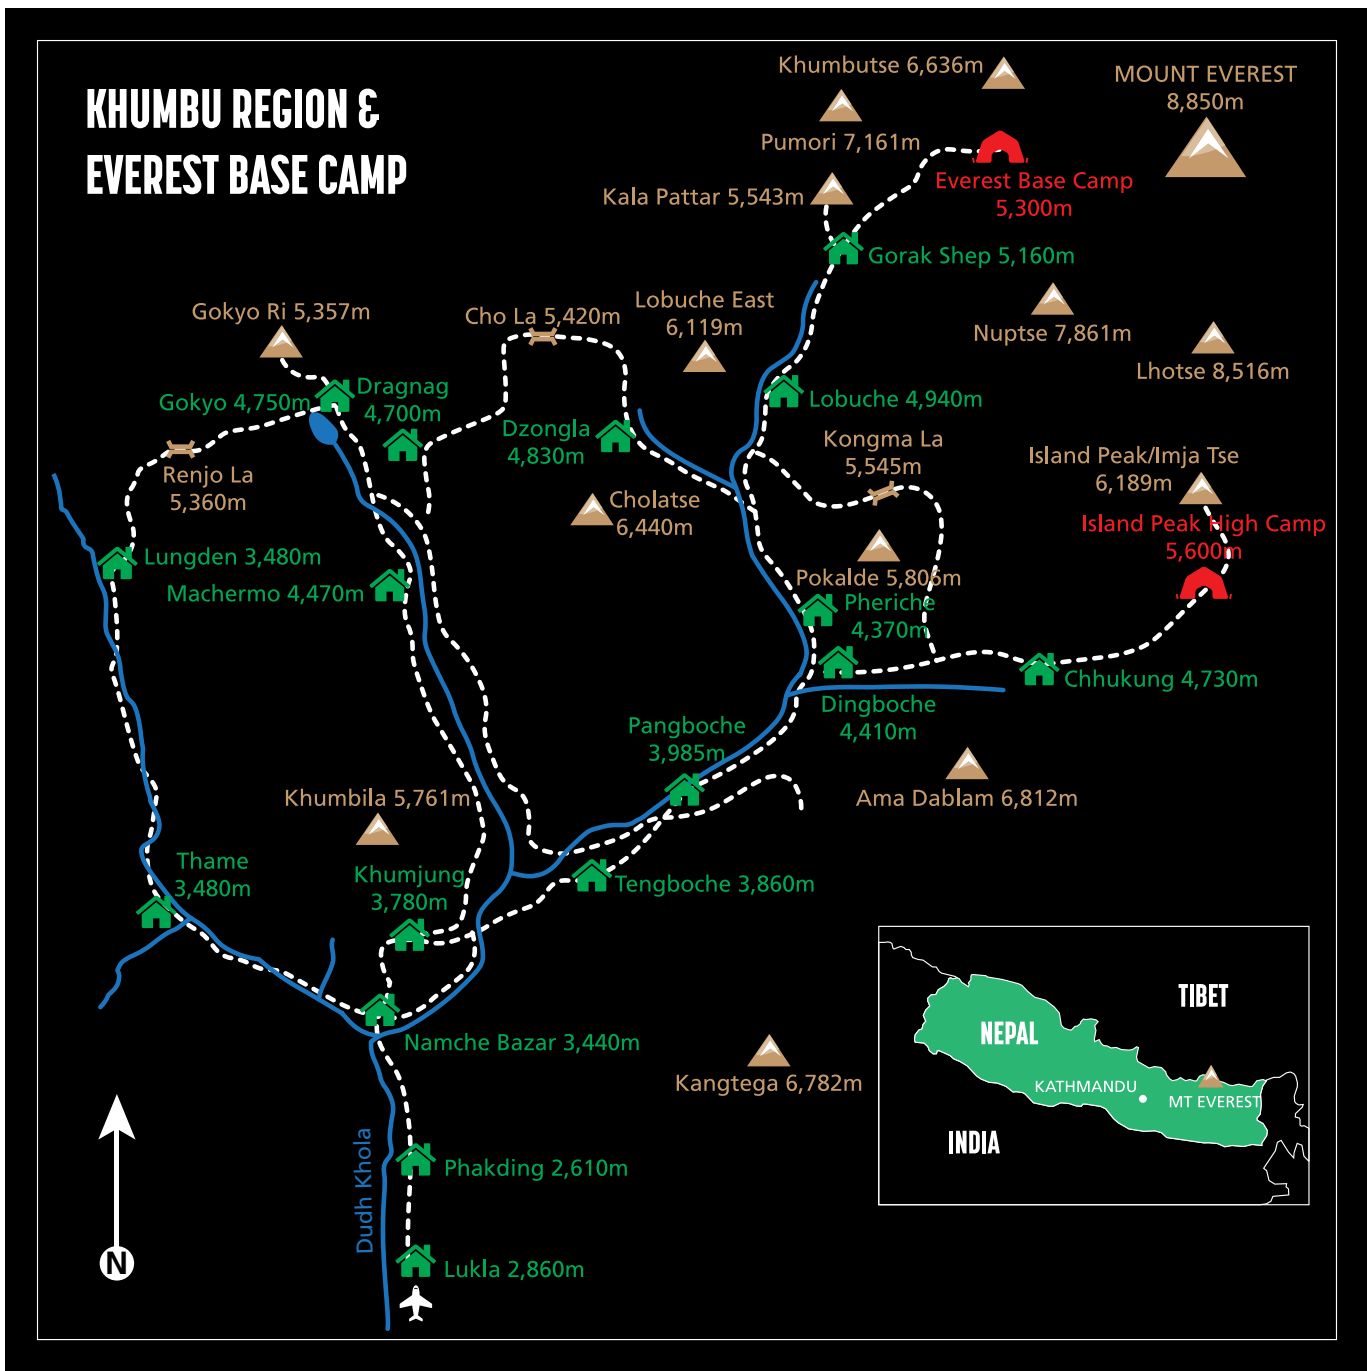 KHUMBU REGION &
EVEREST BASE CAMP
Khumbutse 6,636m
MOUNT EVEREST
8,850m
Pumori 7,161m
Everest Base Camp
5,300m
Kala Pattar 5,543m
Gorak Shep 5,160m
Gokyo Ri 5,357m
Cho La 5,420m
Lobuche East
6,119m
Nuptse 7,861m
Lhotse 8,516m
Gokyo 4,750m
Dragnag
4,700m
Lobuche 4,940m
Dzongla
4,830m
Kongma La
5,545m
Island Peak/Imja Tse
6,189m
Renjo La
5,360m
Cholatse
6,440m
Island Peak High Camp
5,600m
Lungden 3,480m
Machermo 4,470m
Pokalde 5,806m
Pheriche
4,370m
Chhukung 4,730m
Dingboche
4,410m
Pangboche
3,985m
Khumbila 5,761m
Ama Dablam 6,812m
Thame
3,480m
Khumjung
3,780m
Tengboche 3,860m
Namche Bazar 3,440m
Kangtega 6,782m
Dudh Khola
Phakding 2,610m
Lukla 2,860m
N
TIBET
NEPAL
KATHMANDU
MT EVEREST
INDIA